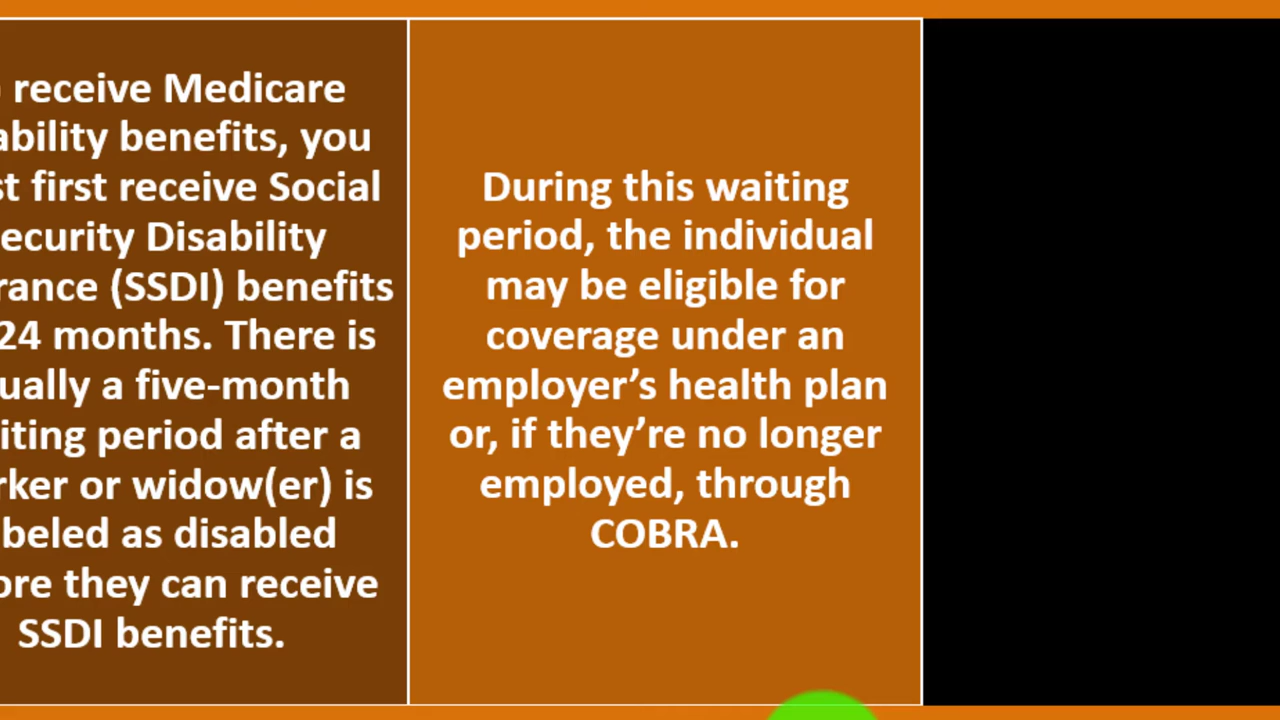 receive Medicare
ability benefits, you
first receive Social
ecurity Disability
rance (SSDI) benefits
24 months. There is
ually a five-month
iting period after a
rker or widow(er) is
beled as disabled
ore they can receive
SSDI benefits.
During this waiting
period, the individual
may be eligible for
coverage under an
employer’s health plan
or, if they’re no longer
employed, through
COBRA.